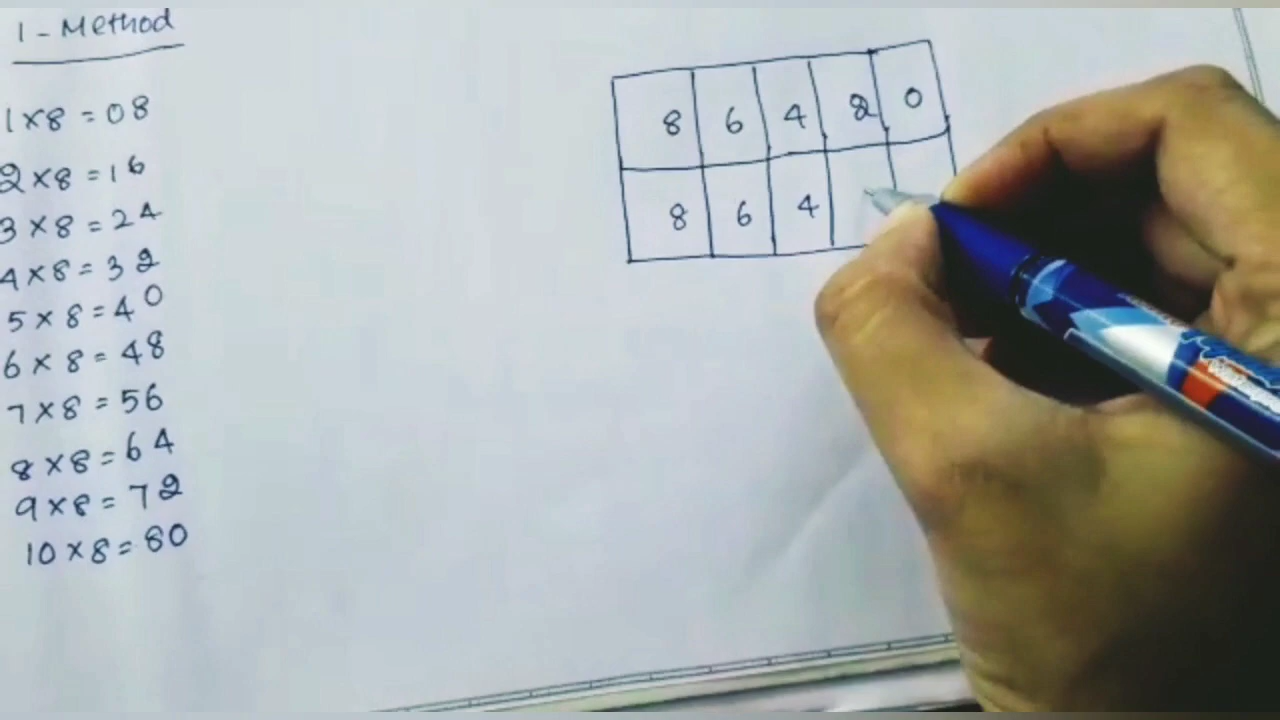 1 - Method
1 x 8 = 08
2 x 8 = 16
3 x 8 = 24
4 x 8 = 32
5 x 8 = 40
6 x 8 = 48
7 x 8 = 56
8 x 8 = 64
9 x 8 = 72
10 x 8 = 80
8 6 4 2 0
8 6 4